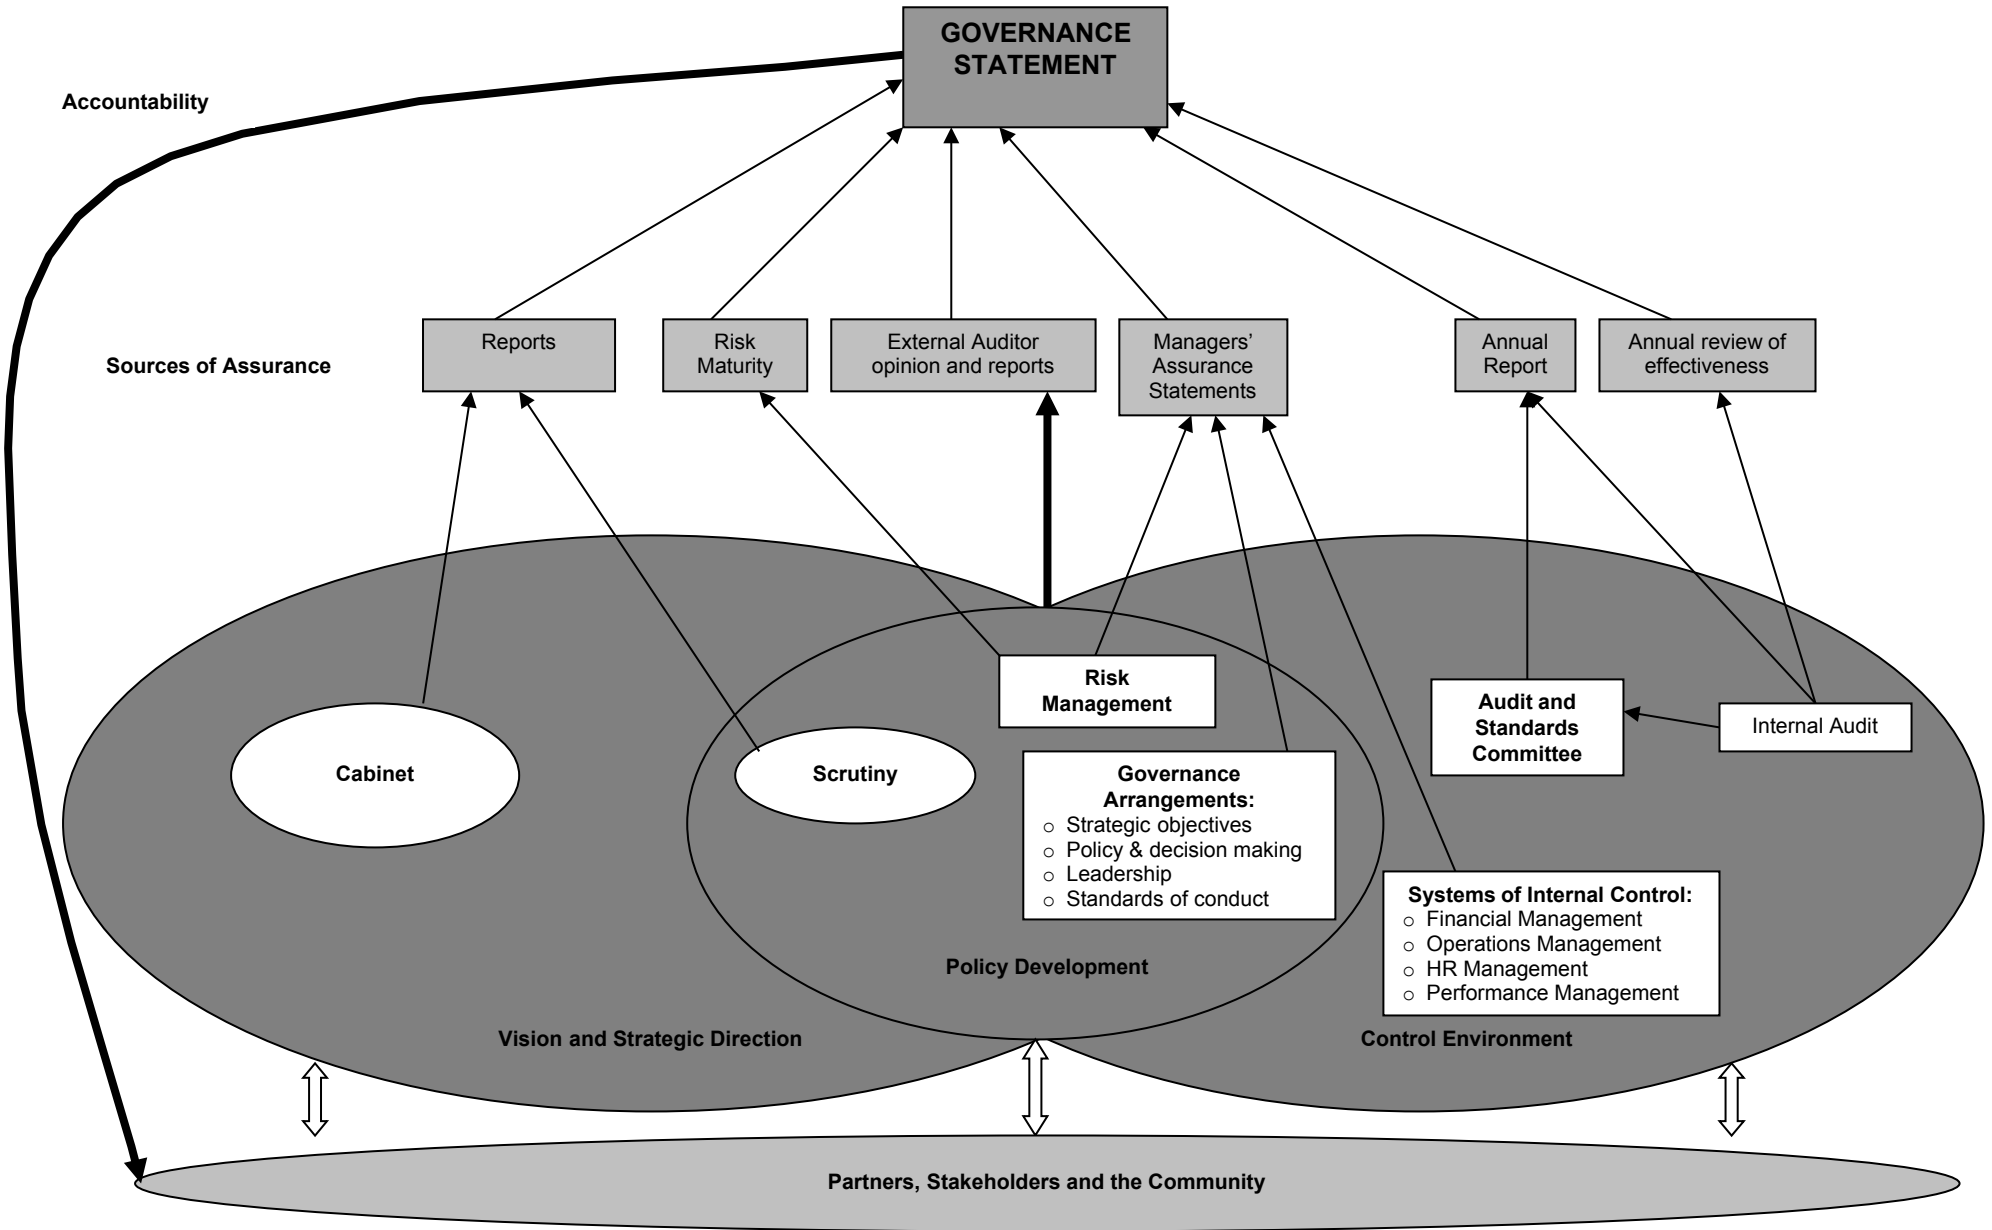 GOVERNANCE
STATEMENT
Accountability
Sources of Assurance
Reports
Risk
Maturity
External Auditor
opinion and reports
Managers’
Assurance
Statements
Annual
Report
Annual review of
effectiveness
Cabinet
Scrutiny
Risk
Management
Governance
Arrangements:
○ Strategic objectives
○ Policy & decision making
○ Leadership
○ Standards of conduct
Audit and
Standards
Committee
Internal Audit
Systems of Internal Control:
○ Financial Management
○ Operations Management
○ HR Management
○ Performance Management
Policy Development
Vision and Strategic Direction
Control Environment
Partners, Stakeholders and the Community